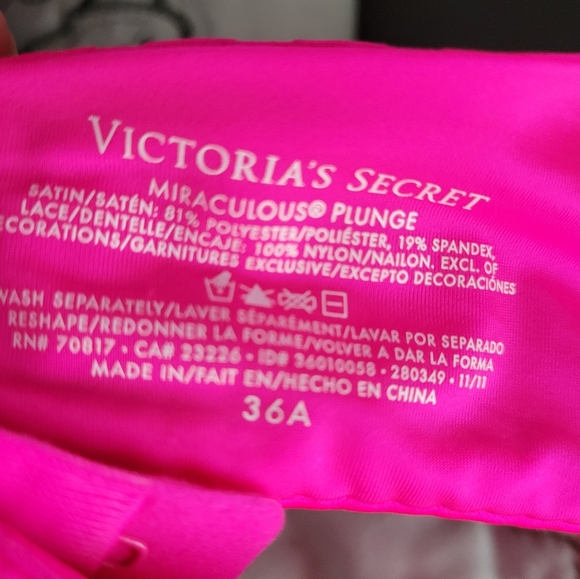 VICTORIA'S SECRET
MIRACULOUS® PLUNGE
SATIN/SATÉN: 81% POLYESTER/POLIÉSTER, 19% SPANDEX,
LACE/DENTELLE/ENCAJE: 100% NYLON/NAILON. EXCL. OF
ECORATIONS/GARNITURES EXCLUSIVE/EXCEPTO DECORACIÓNES
WASH SEPARATELY/LAVER SÉPARÉMENT/LAVAR POR SEPARADO
RESHAPE/REDONNER LA FORME/VOLVER A DAR LA FORMA
RN# 70817 • CA# 23226 • ID# 36010058 • 280349 • 11/11
MADE IN/FAIT EN/HECHO EN CHINA
36A